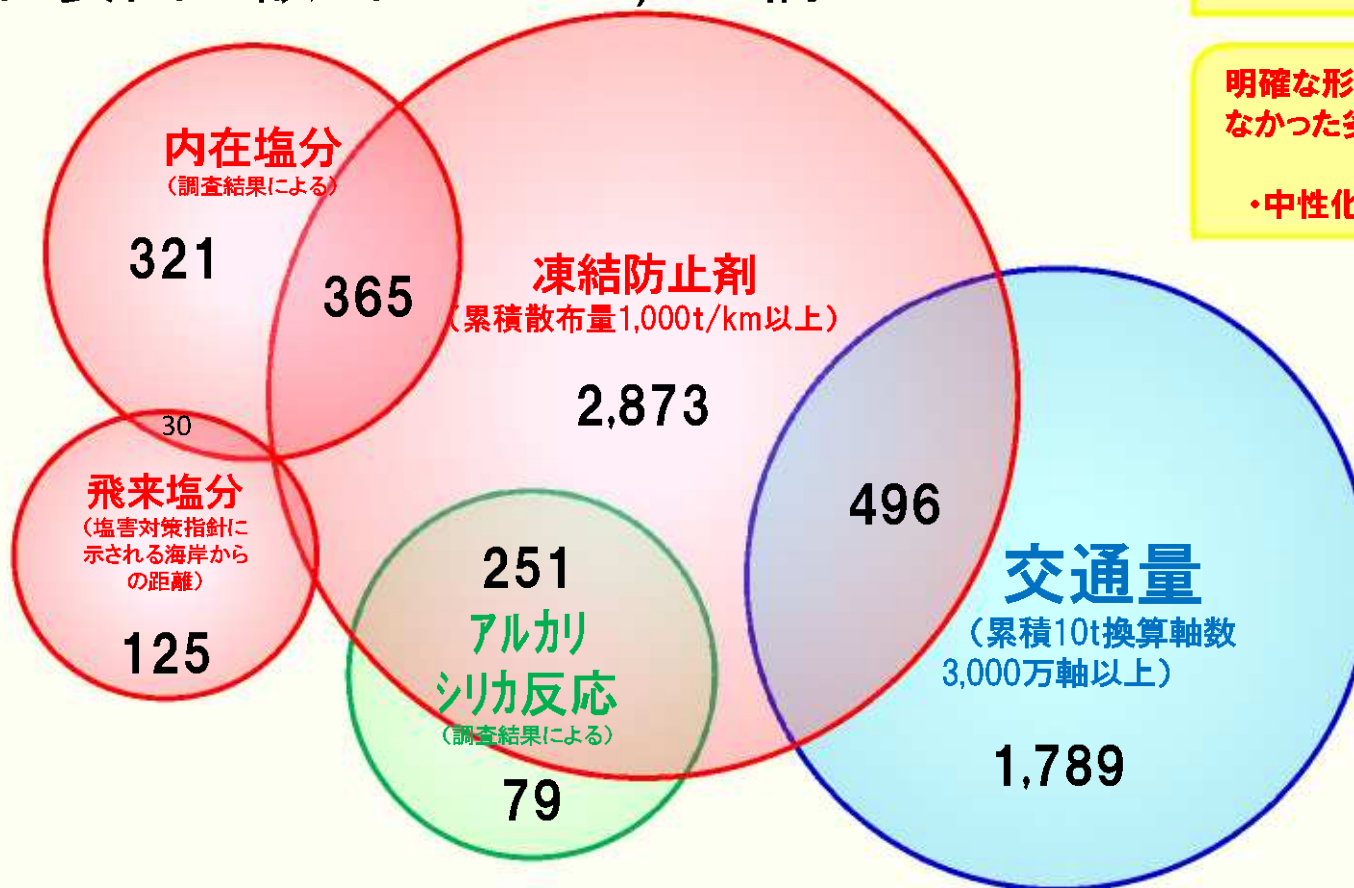 明確な形
なかった
・中性化
内在塩分
（調査結果による）
321
365
凍結防止剤
（累積散布量1,000t/km以上）
2,873
30
飛来塩分
（塩害対策指針に
示される海岸から
の距離）
125
251
アルカリ
シリカ反応
（調査結果による）
79
496
交通量
（累積10t換算軸数
3,000万軸以上）
1,789